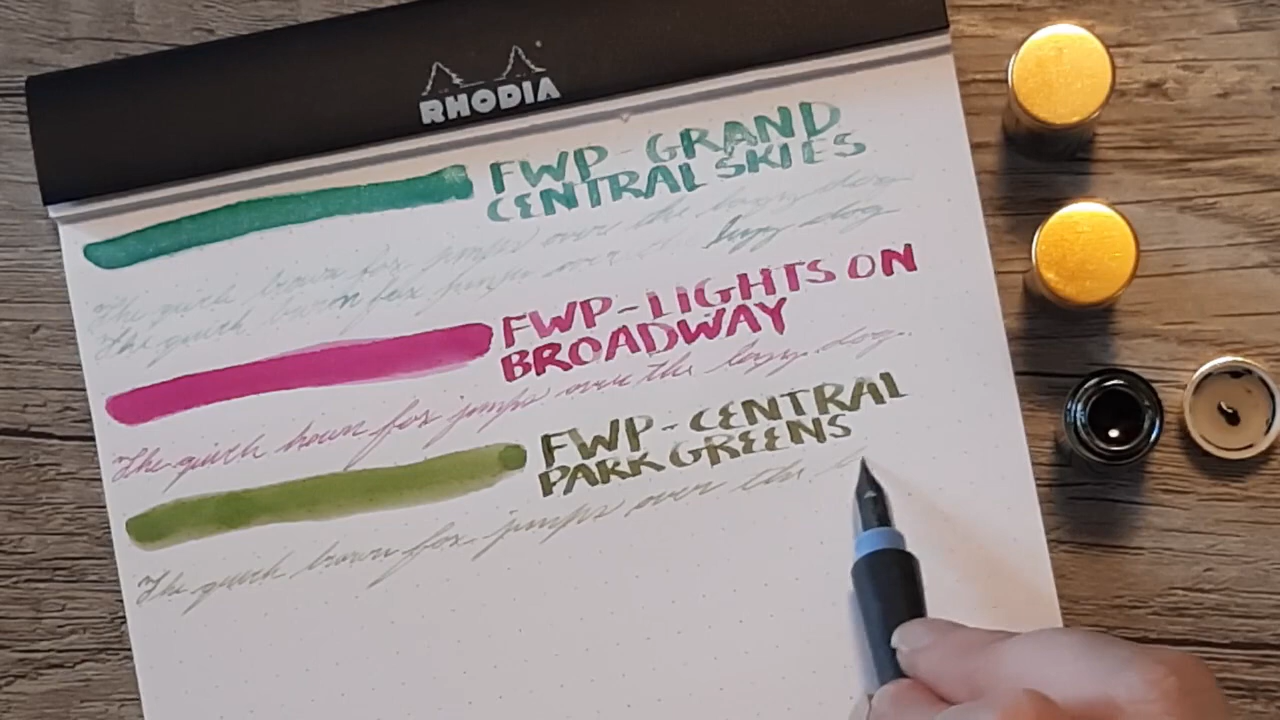 RHODIA
FWP - GRAND
CENTRAL SKIES
The quick brown fox jumps over the lazy dog
The quick brown fox jumps over the lazy dog
FWP - LIGHTS ON
BROADWAY
The quick brown fox jumps over the lazy dog.
FWP - CENTRAL
PARK GREENS
The quick brown fox jumps over the l